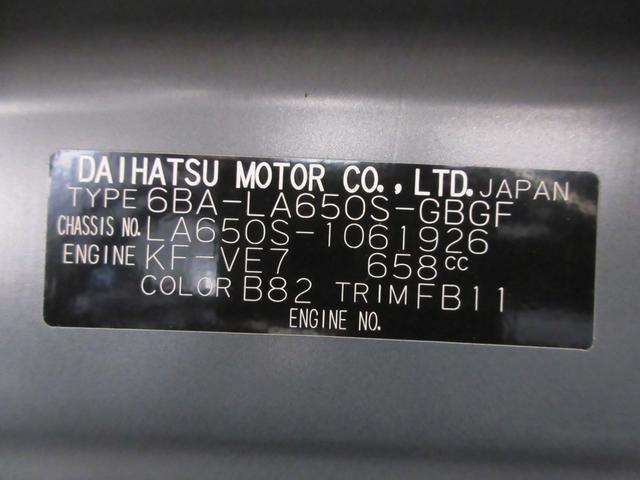 DAIHATSU MOTOR CO., LTD. JAPAN
TYPE 6BA-LA650S-GBGF
CHASSIS NO. LA650S-1061926
ENGINE KF-VE7 658cc
COLOR B82 TRIM FB11
ENGINE NO.